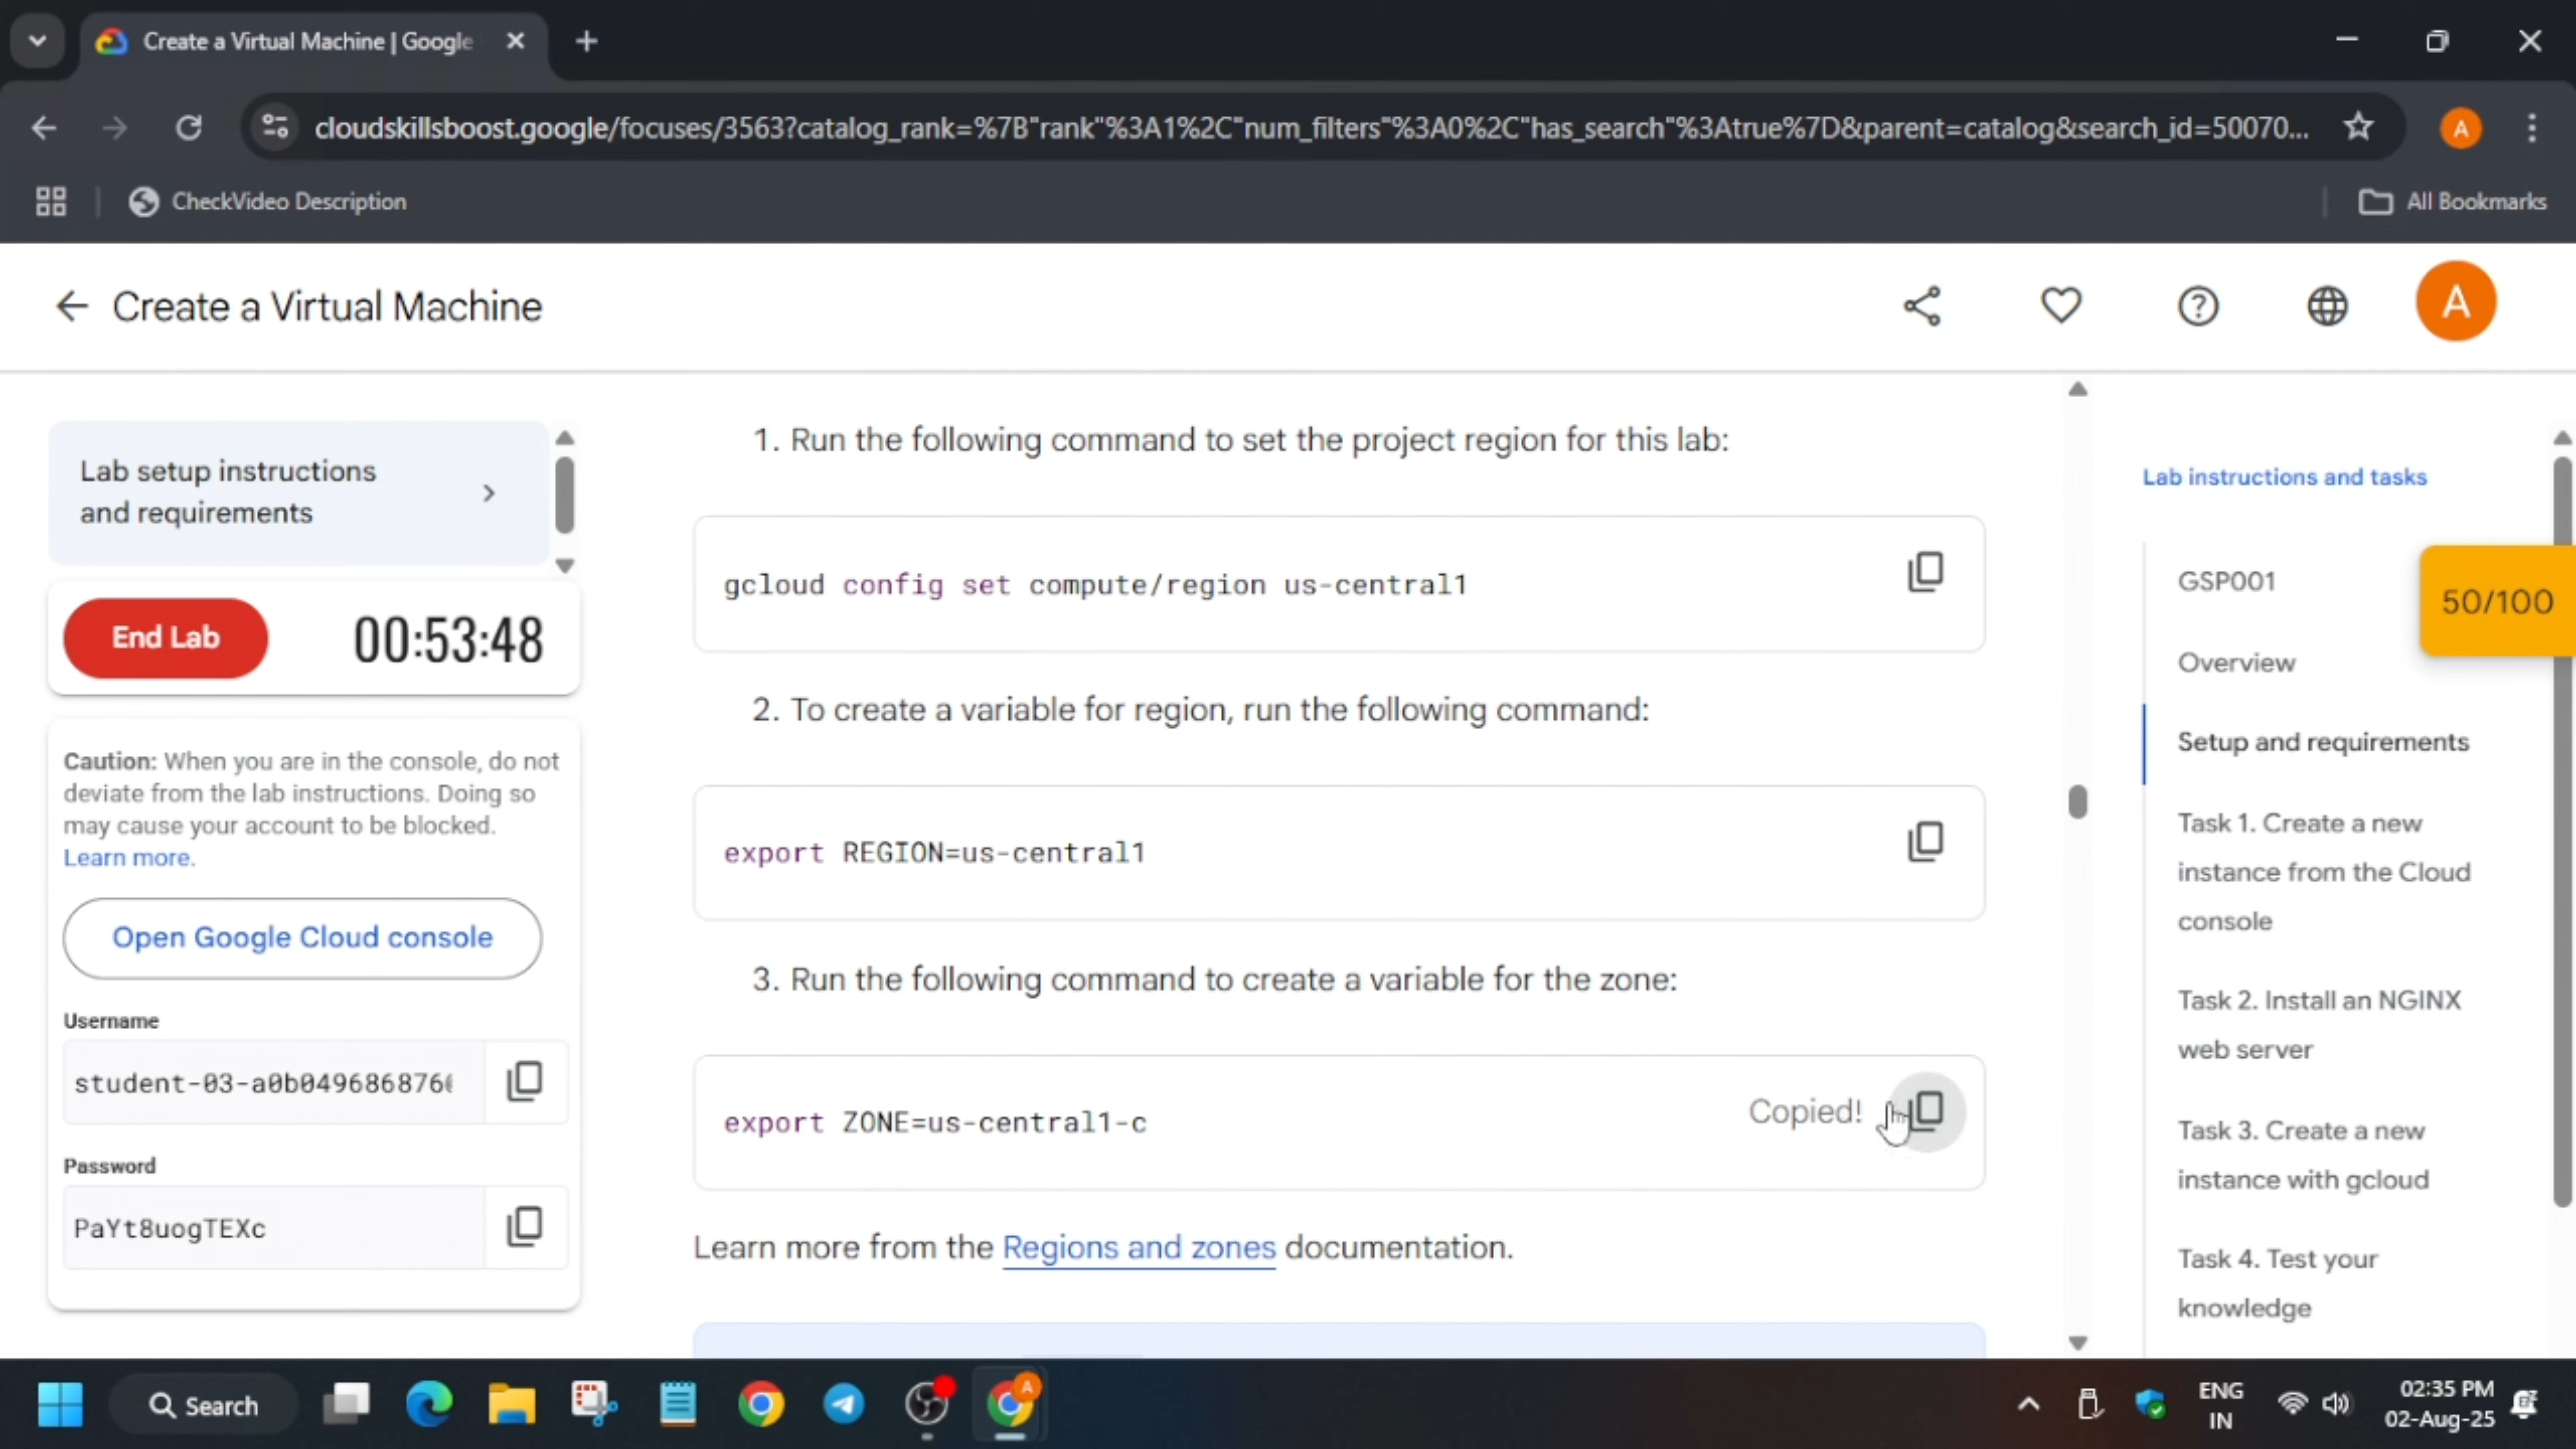 Create a Virtual Machine | Google
cloudskillsboost.google/focuses/3563?catalog_rank=%7B"rank"%3A1%2C"num_filters"%3A0%2C"has_search"%3Atrue%7D&parent=catalog&search_id=50070...
A
CheckVideo Description
All Bookmarks
Create a Virtual Machine
A
Lab setup instructions
and requirements
End Lab
00:53:48
Caution: When you are in the console, do not
deviate from the lab instructions. Doing so
may cause your account to be blocked.
Learn more.
Open Google Cloud console
Username
student-03-a0b049686876
Password
PaYt8uogTEXc
1. Run the following command to set the project region for this lab:
gcloud config set compute/region us-central1
2. To create a variable for region, run the following command:
export REGION=us-central1
3. Run the following command to create a variable for the zone:
export ZONE=us-central1-c
Copied!
Learn more from the Regions and zones documentation.
Lab instructions and tasks
GSP001
50/100
Overview
Setup and requirements
Task 1. Create a new
instance from the Cloud
console
Task 2. Install an NGINX
web server
Task 3. Create a new
instance with gcloud
Task 4. Test your
knowledge
Search
A
ENG
IN
02:35 PM
02-Aug-25